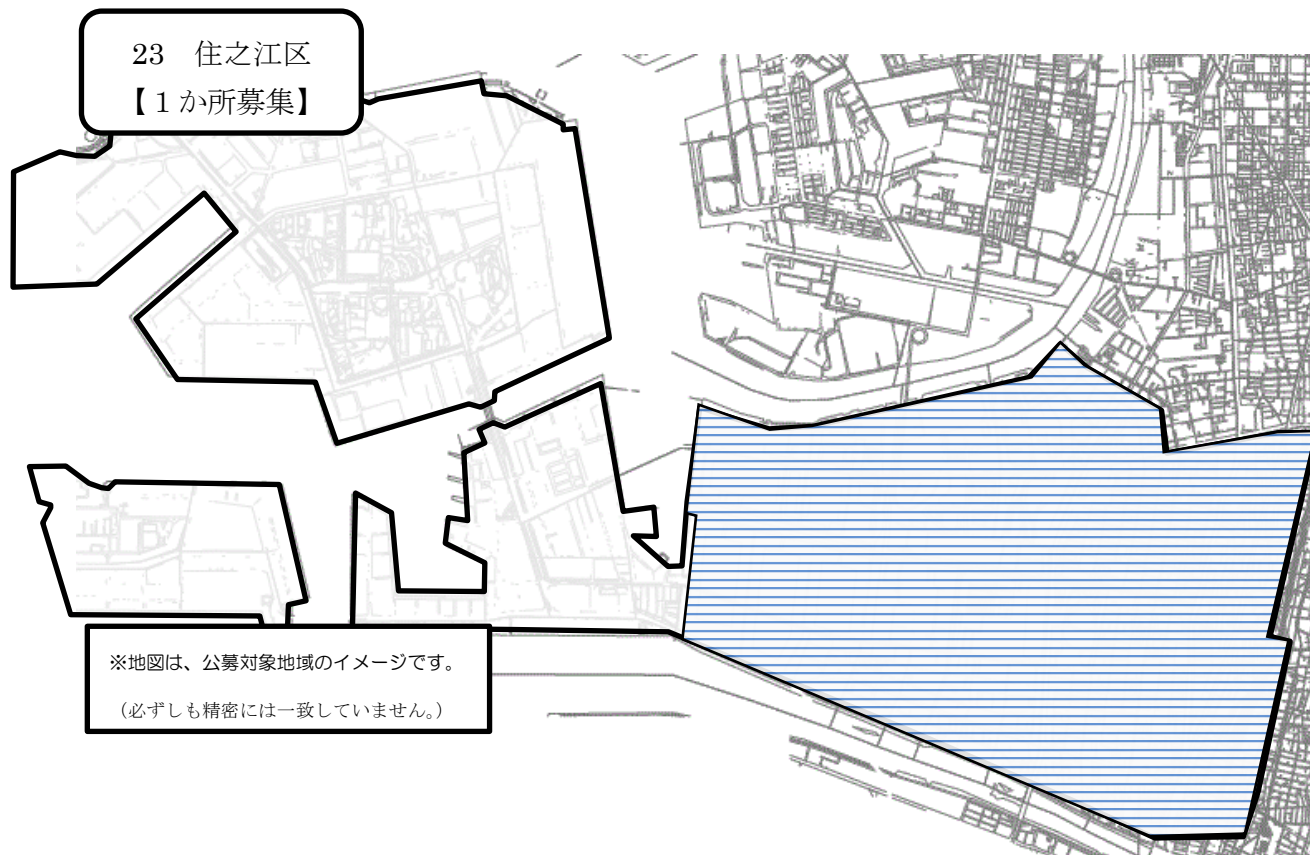 23 住之江区
【１か所募集】
※地図は、公募対象地域のイメージです。
（必ずしも精密には一致していません。）